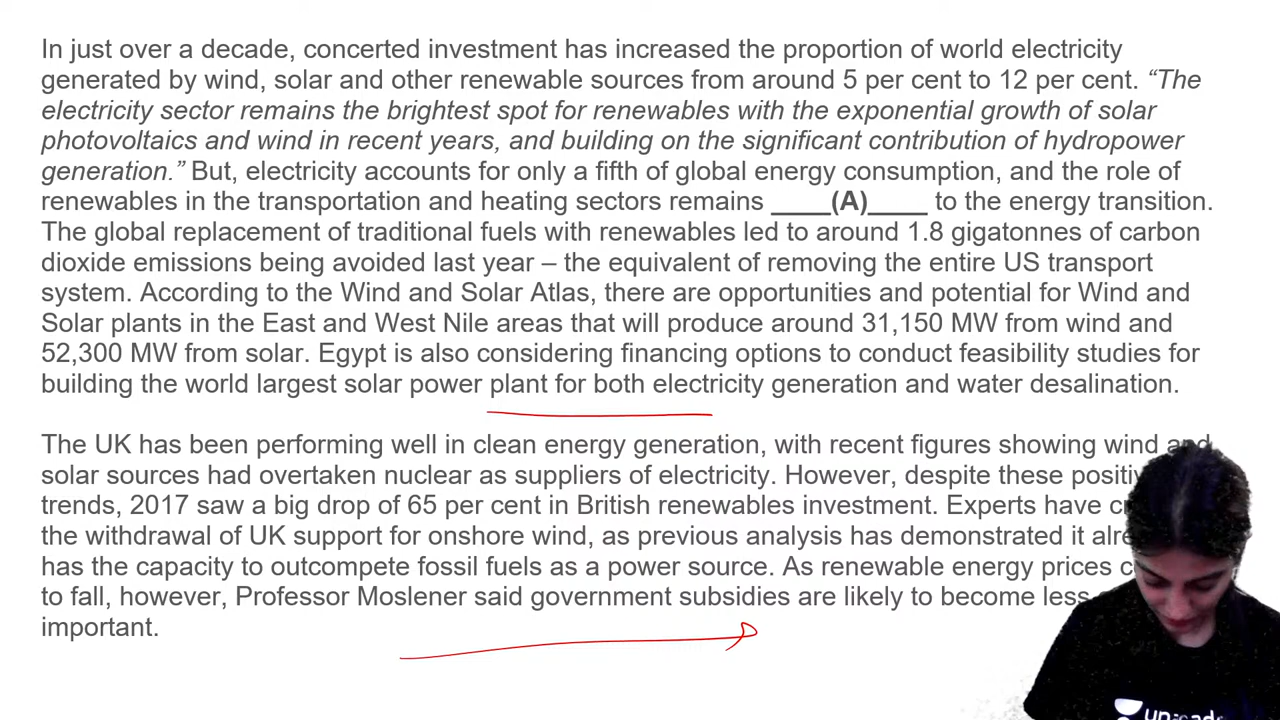 In just over a decade, concerted investment has increased the proportion of world electricity
generated by wind, solar and other renewable sources from around 5 per cent to 12 per cent. “The
electricity sector remains the brightest spot for renewables with the exponential growth of solar
photovoltaics and wind in recent years, and building on the significant contribution of hydropower
generation.” But, electricity accounts for only a fifth of global energy consumption, and the role of
renewables in the transportation and heating sectors remains ____(A)____ to the energy transition.
The global replacement of traditional fuels with renewables led to around 1.8 gigatonnes of carbon
dioxide emissions being avoided last year – the equivalent of removing the entire US transport
system. According to the Wind and Solar Atlas, there are opportunities and potential for Wind and
Solar plants in the East and West Nile areas that will produce around 31,150 MW from wind and
52,300 MW from solar. Egypt is also considering financing options to conduct feasibility studies for
building the world largest solar power plant for both electricity generation and water desalination.
The UK has been performing well in clean energy generation, with recent figures showing wind and
solar sources had overtaken nuclear as suppliers of electricity. However, despite these
trends, 2017 saw a big drop of 65 per cent in British renewables investment. Experts have
the withdrawal of UK support for onshore wind, as previous analysis has demonstrated it
has the capacity to outcompete fossil fuels as a power source. As renewable energy prices
to fall, however, Professor Moslener said government subsidies are likely to become less
important.